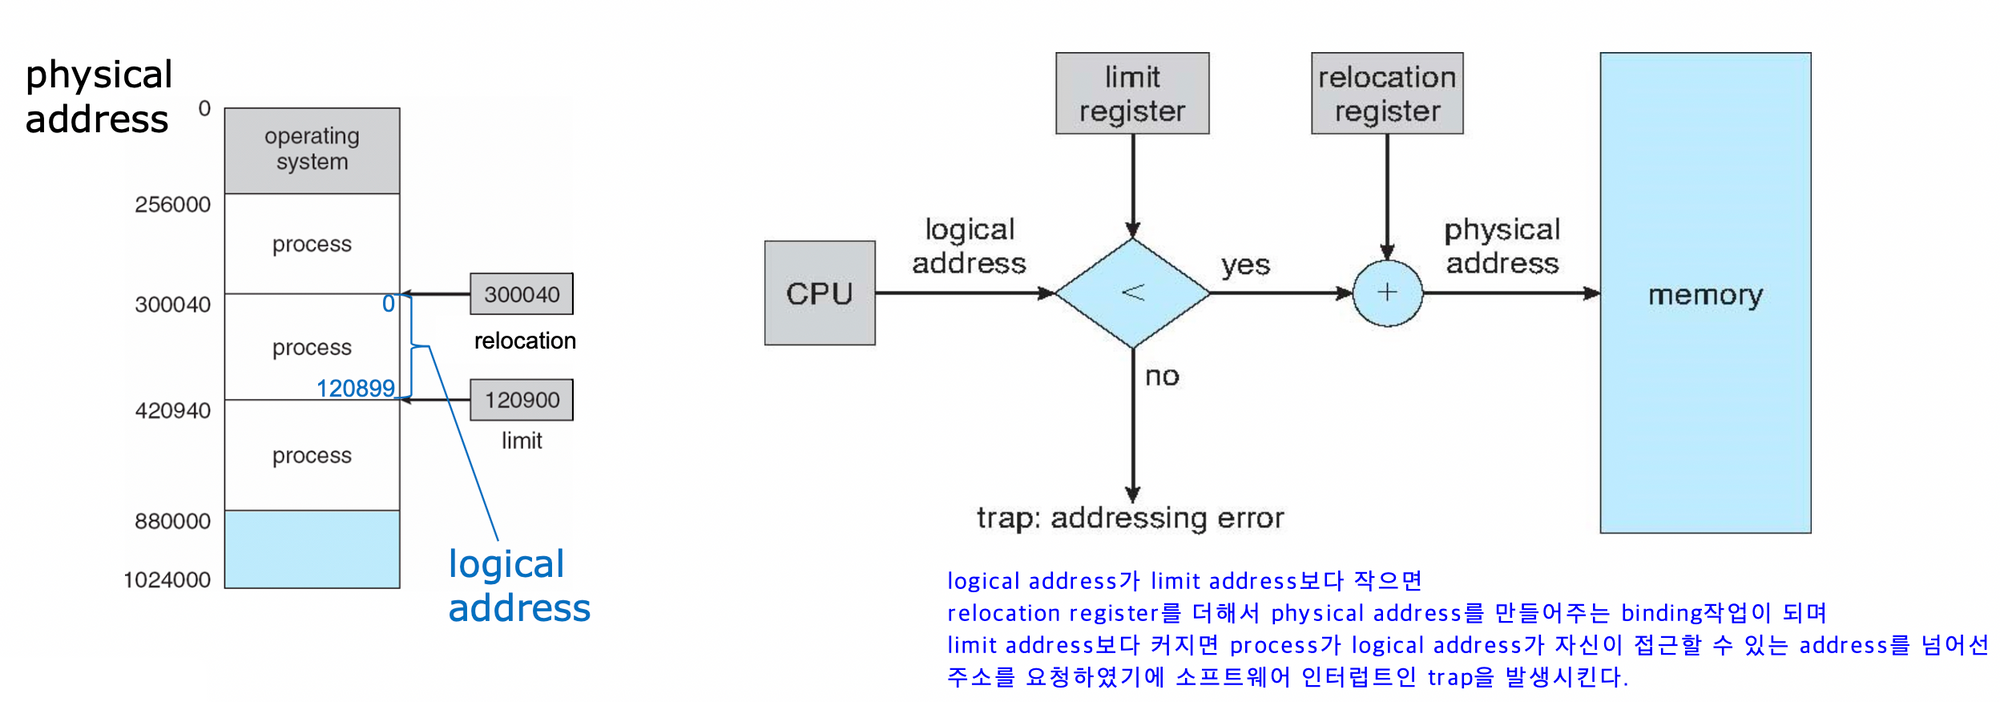 physical
address
0
operating
system
256000
process
300040
0
300040
relocation
process
120899
420940
120900
limit
process
880000
1024000
logical
address
limit
register
relocation
register
CPU
logical
address
<
yes
+
physical
address
memory
no
trap: addressing error
logical address가 limit address보다 작으면
relocation register를 더해서 physical address를 만들어주는 binding작업이 되며
limit address보다 커지면 process가 logical address가 자신이 접근할 수 있는 address를 넘어선
주소를 요청하였기에 소프트웨어 인터럽트인 trap을 발생시킨다.